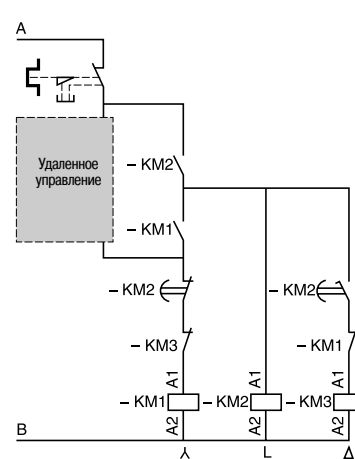 A
Удаленное
управление
– KM2
– KM1
– KM2
– KM2
– KM3
– KM1
A1
A1
A1
– KM1
– KM2
– KM3
A2
A2
A2
B
Y
L
Δ